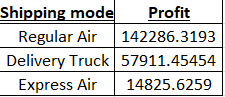 Shipping mode Profit
Regular Air 142286.3193
Delivery Truck 57911.45454
Express Air 14825.6259